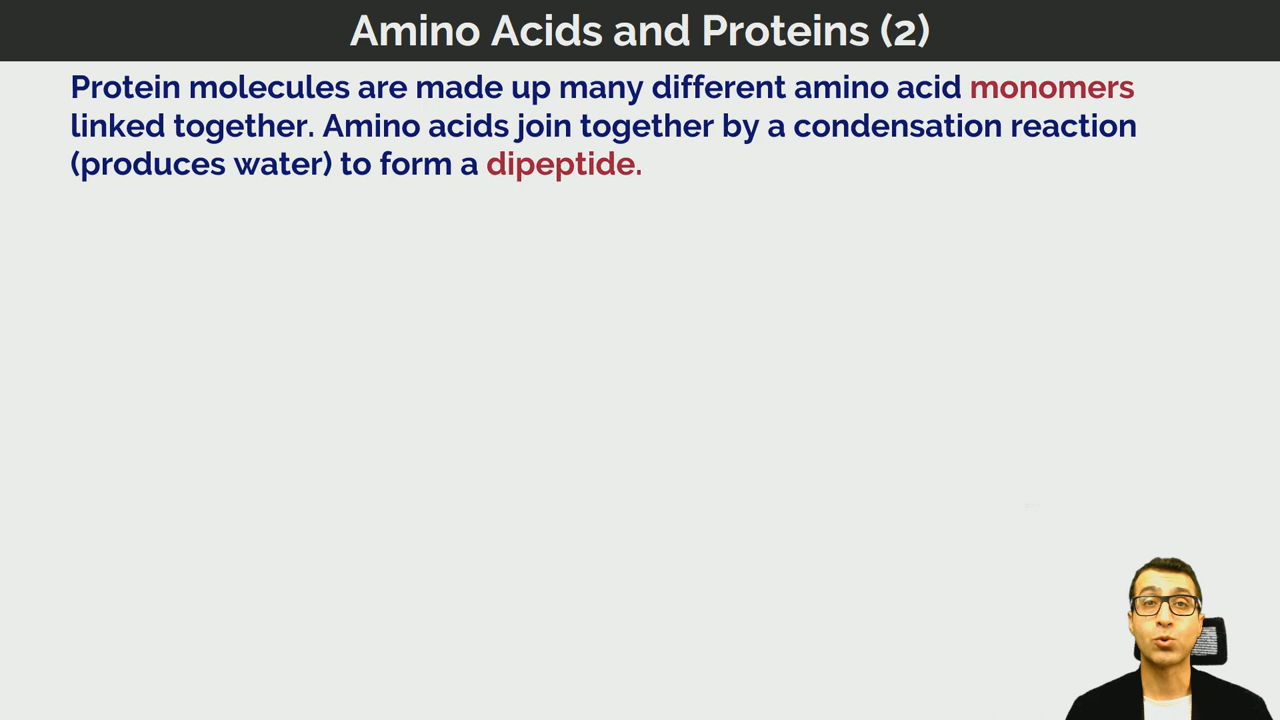 Amino Acids and Proteins (2)
Protein molecules are made up many different amino acid monomers
linked together. Amino acids join together by a condensation reaction
(produces water) to form a dipeptide.